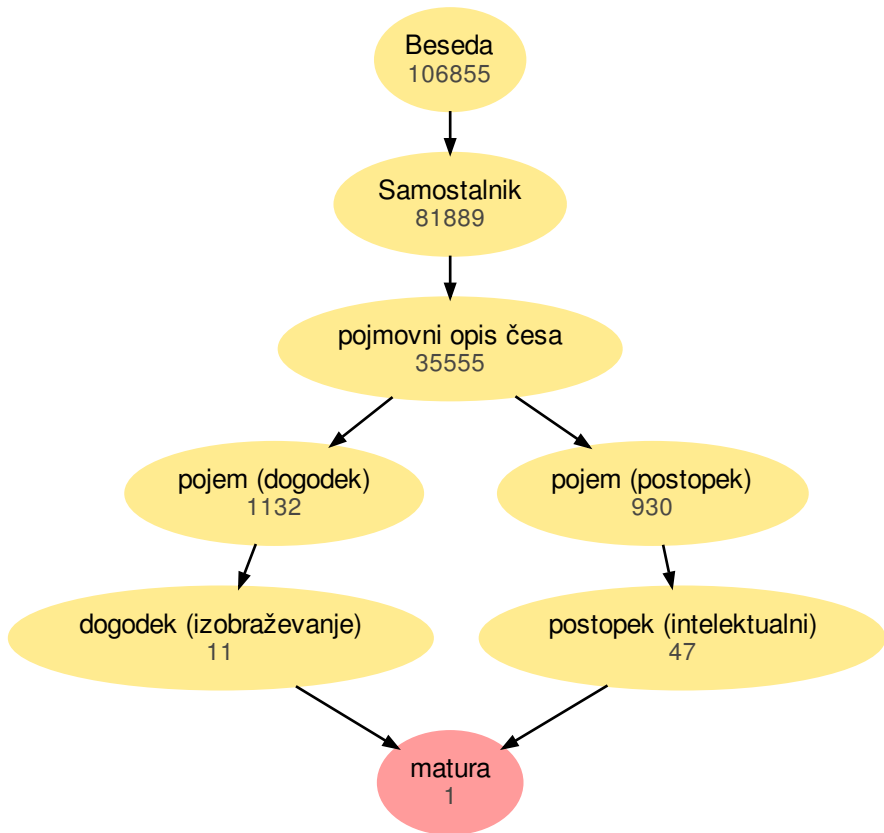 Beseda
106855
Samostalnik
81889
pojmovni opis česa
35555
pojem (dogodek)
1132
pojem (postopek)
930
dogodek (izobraževanje)
11
postopek (intelektualni)
47
matura
1